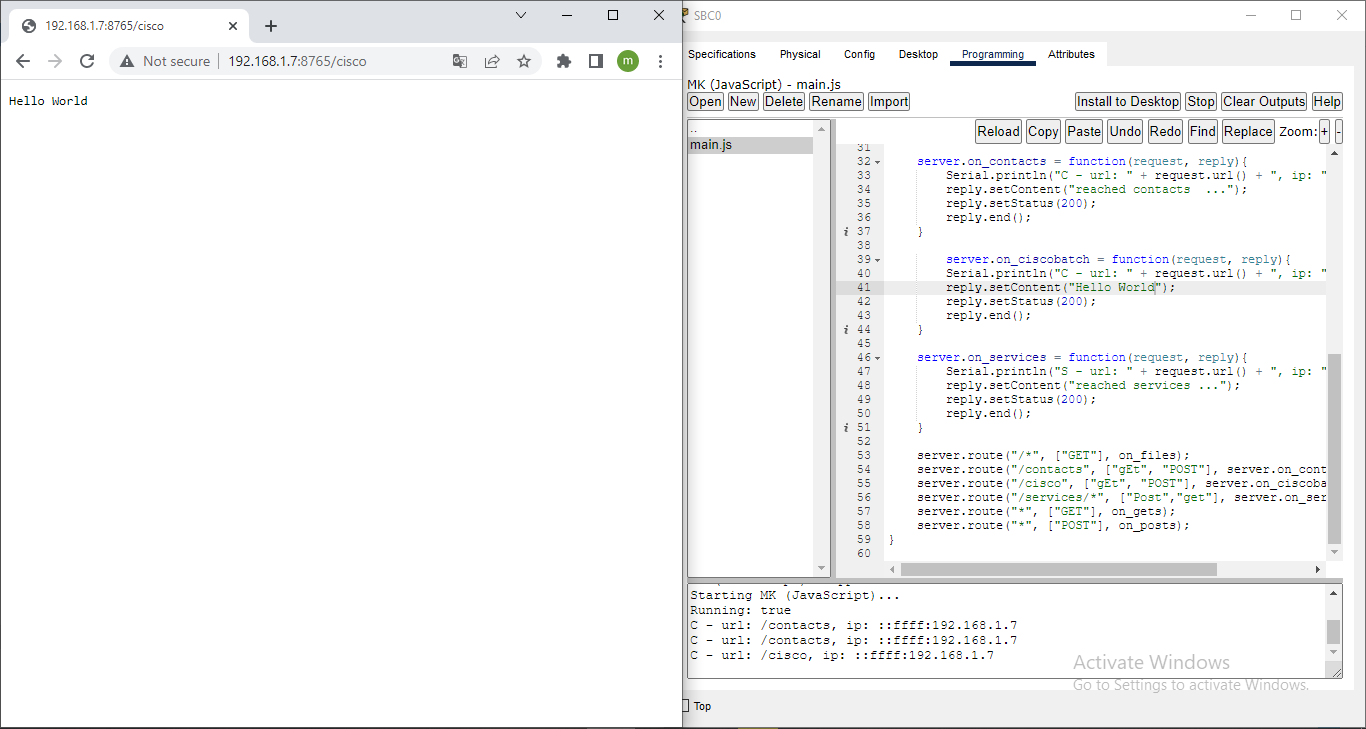 192.168.1.7:8765/cisco
Not secure
192.168.1.7:8765/cisco
m
Hello World
SBC0
Specifications Physical Config Desktop Programming Attributes
MK (JavaScript) - main.js
Open New Delete Rename Import
Install to Desktop Stop Clear Outputs Help
..
main.js
Reload Copy Paste Undo Redo Find Replace Zoom: + -
31
32 server.on_contacts = function(request, reply){
33 Serial.println("C - url: " + request.url() + ", ip: "
34 reply.setContent("reached contacts  ...");
35 reply.setStatus(200);
36 reply.end();
i 37 }
38
39 server.on_ciscobatch = function(request, reply){
40 Serial.println("C - url: " + request.url() + ", ip: "
41 reply.setContent("Hello World");
42 reply.setStatus(200);
43 reply.end();
i 44 }
45
46 server.on_services = function(request, reply){
47 Serial.println("S - url: " + request.url() + ", ip: "
48 reply.setContent("reached services ...");
49 reply.setStatus(200);
50 reply.end();
i 51 }
52
53 server.route("/*", ["GET"], on_files);
54 server.route("/contacts", ["gEt", "POST"], server.on_cont
55 server.route("/cisco", ["gEt", "POST"], server.on_ciscoba
56 server.route("/services/*", ["Post","get"], server.on_ser
57 server.route("*", ["GET"], on_gets);
58 server.route("*", ["POST"], on_posts);
59 }
60
Starting MK (JavaScript)...
Running: true
C - url: /contacts, ip: ::ffff:192.168.1.7
C - url: /contacts, ip: ::ffff:192.168.1.7
C - url: /cisco, ip: ::ffff:192.168.1.7
Activate Windows
Go to Settings to activate Windows.
Top